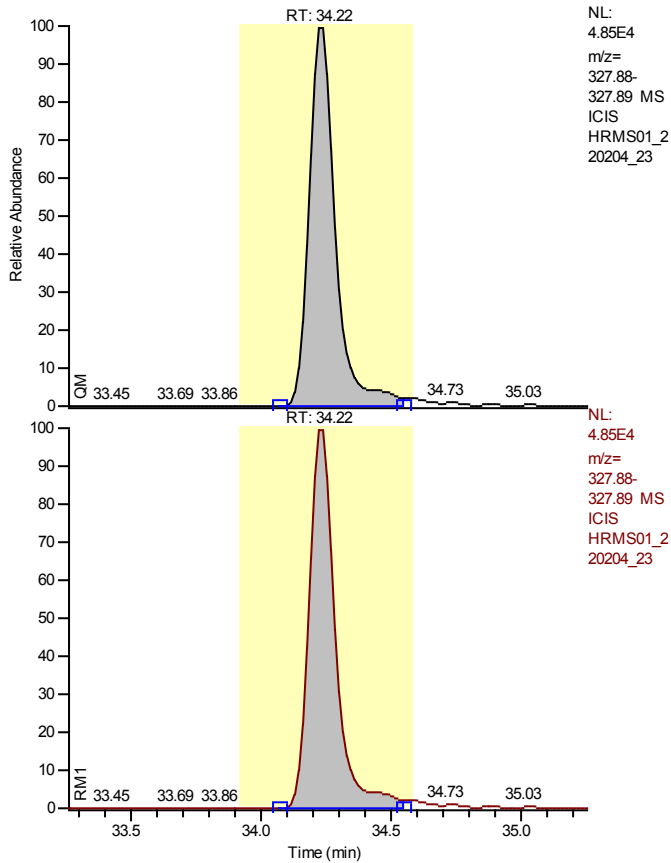 RT: 34.22
100
90
80
70
60
50
40
30
20
10
0
Relative Abundance
QM
33.45 33.69 33.86 34.73 35.03
NL:
4.85E4
m/z=
327.88-
327.89 MS
ICIS
HRMS01_2
20204_23
RT: 34.22
100
90
80
70
60
50
40
30
20
10
0
RM1
33.45 33.69 33.86 34.73 35.03
NL:
4.85E4
m/z=
327.88-
327.89 MS
ICIS
HRMS01_2
20204_23
33.5 34.0 34.5 35.0
Time (min)